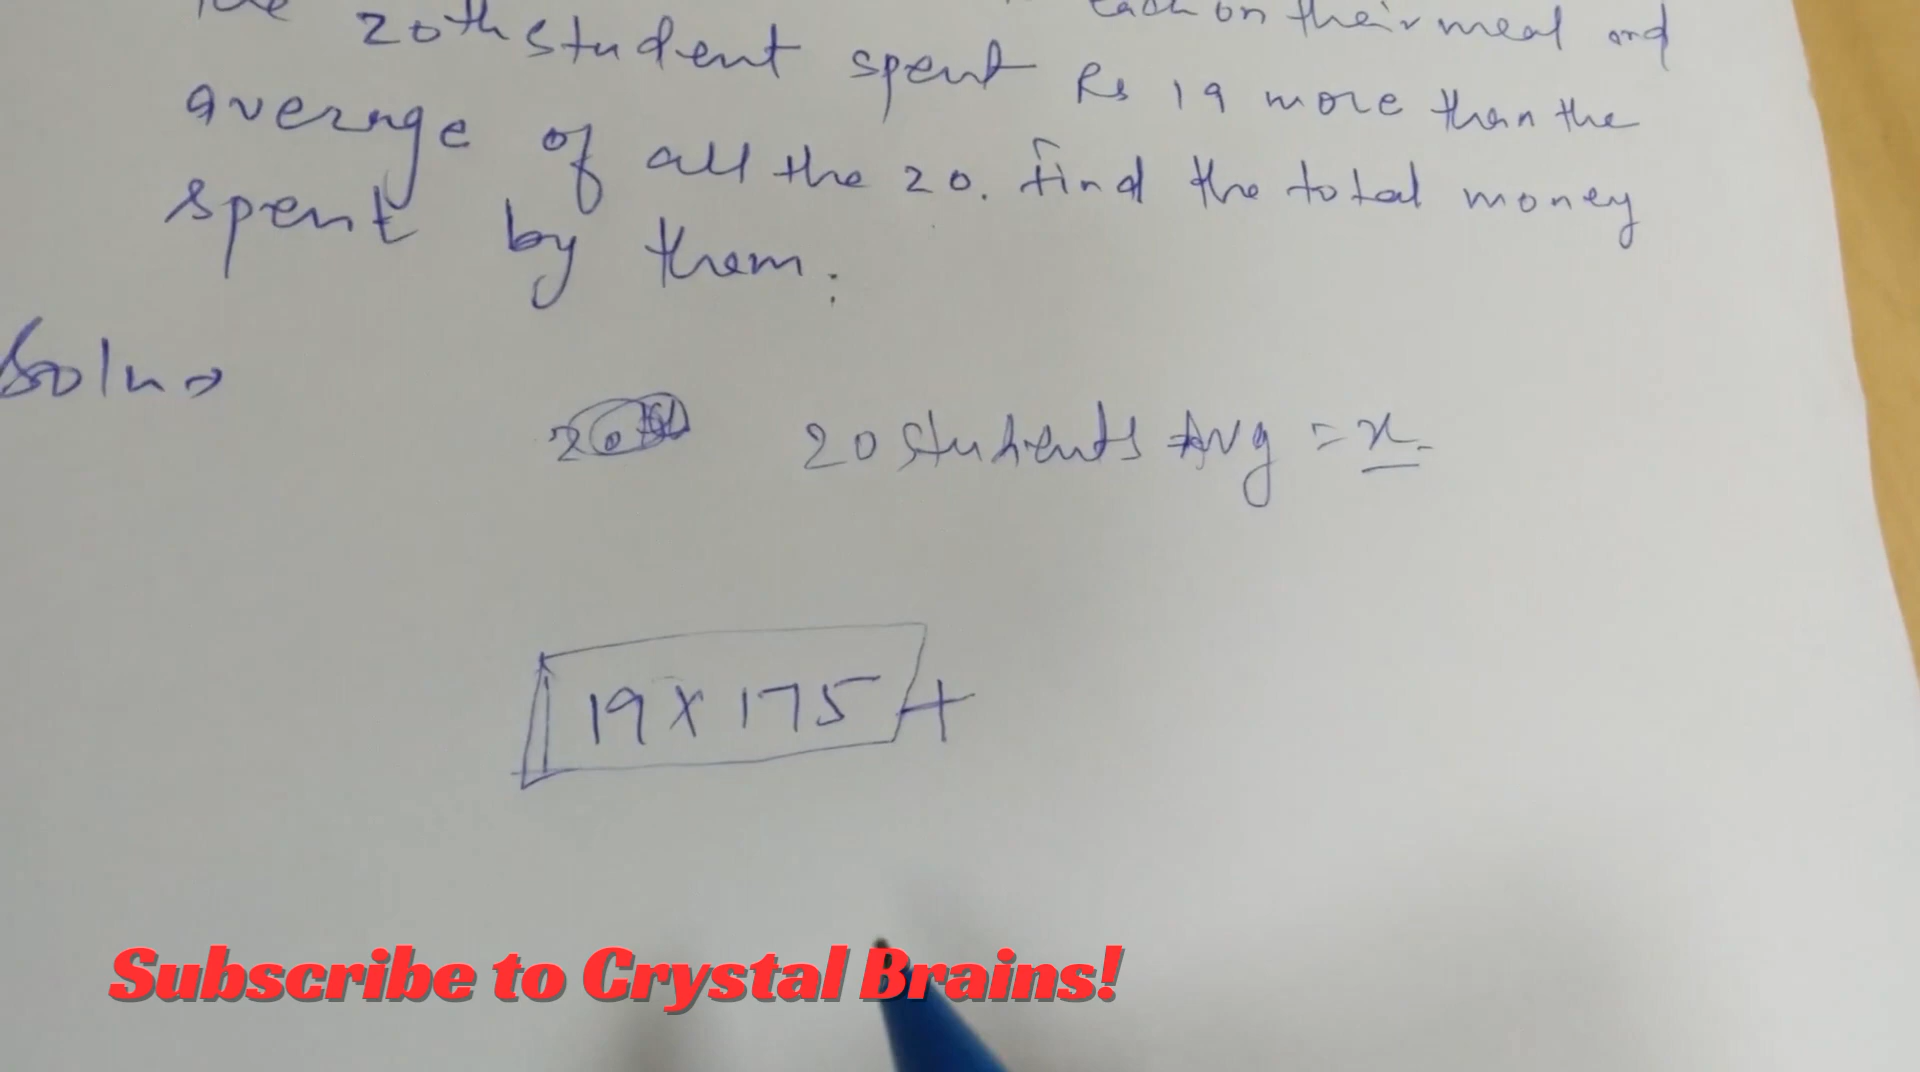 each on their meal and
20th student spent Rs 19 more than the
average of all the 20. Find the total money
spent by them.
Soln →
20 Students Avg = x
19 x 175 +
Subscribe to Crystal Brains!